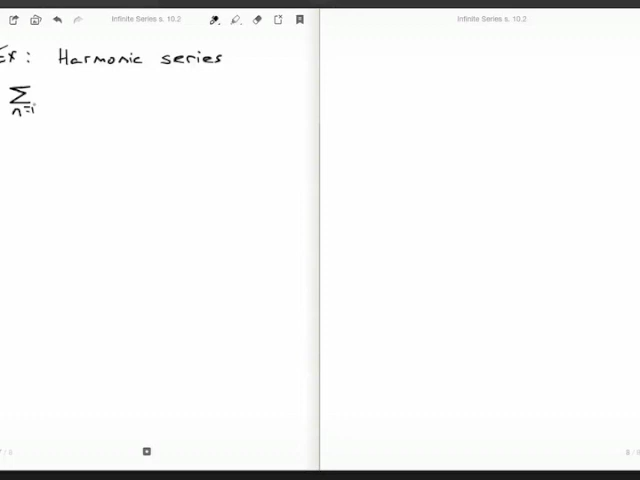 Infinite Series s. 10.2
Infinite Series s. 10.2
Ex : Harmonic series
∑
n=1